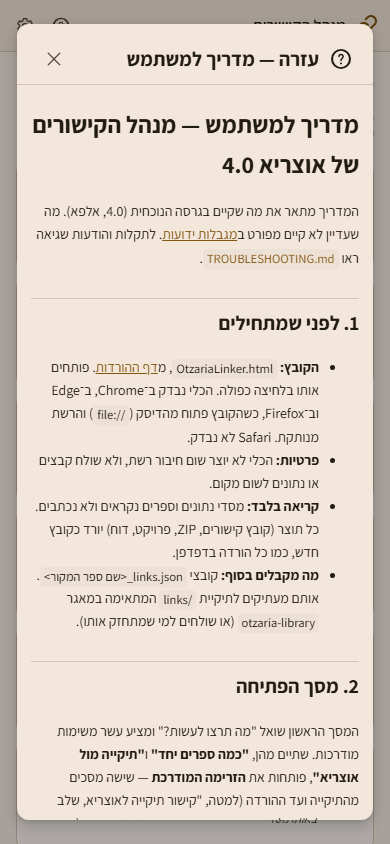 עזרה — מדריך למשתמש
מדריך למשתמש — מנהל הקישורים
של אוצריא 4.0
המדריך מתאר את מה שקיים בגרסה הנוכחית (4.0, אלפא). מה
שעדיין לא קיים מפורט במגבלות ידועות. לתקלות והודעות שגיאה
ראו TROUBLESHOOTING.md.
1. לפני שמתחילים
הקובץ: OtzariaLinker.html, מדף ההורדות. פותחים
אותו בלחיצה כפולה. הכלי נבדק ב־Chrome, ב־Edge
וב־Firefox, כשהקובץ פתוח מהדיסק (file://) והרשת
מנותקת. Safari לא נבדק.
פרטיות: הכלי לא יוצר שום חיבור רשת, ולא שולח קבצים
או נתונים לשום מקום.
קריאה בלבד: מסדי נתונים וספרים נקראים ולא נכתבים.
כל תוצר (קובץ קישורים, ZIP, פרויקט, דוח) יורד כקובץ
חדש, כמו כל הורדה בדפדפן.
מה מקבלים בסוף: קובצי <שם ספר המקור>_links.json.
אותם מעתיקים לתיקיית links/ המתאימה במאגר
otzaria-library (או שולחים למי שמתחזק אותו).
2. מסך הפתיחה
המסך הראשון שואל "מה תרצו לעשות?" ומציע עשר משימות
מודרכות. שתיים מהן, "כמה ספרים יחד" ו"תיקייה מול
אוצריא", פותחות את הזרימה המודרכת — שישה מסכים
מהתיקייה ועד ההורדה (למטה, "קישור תיקייה לאוצריא, שלב